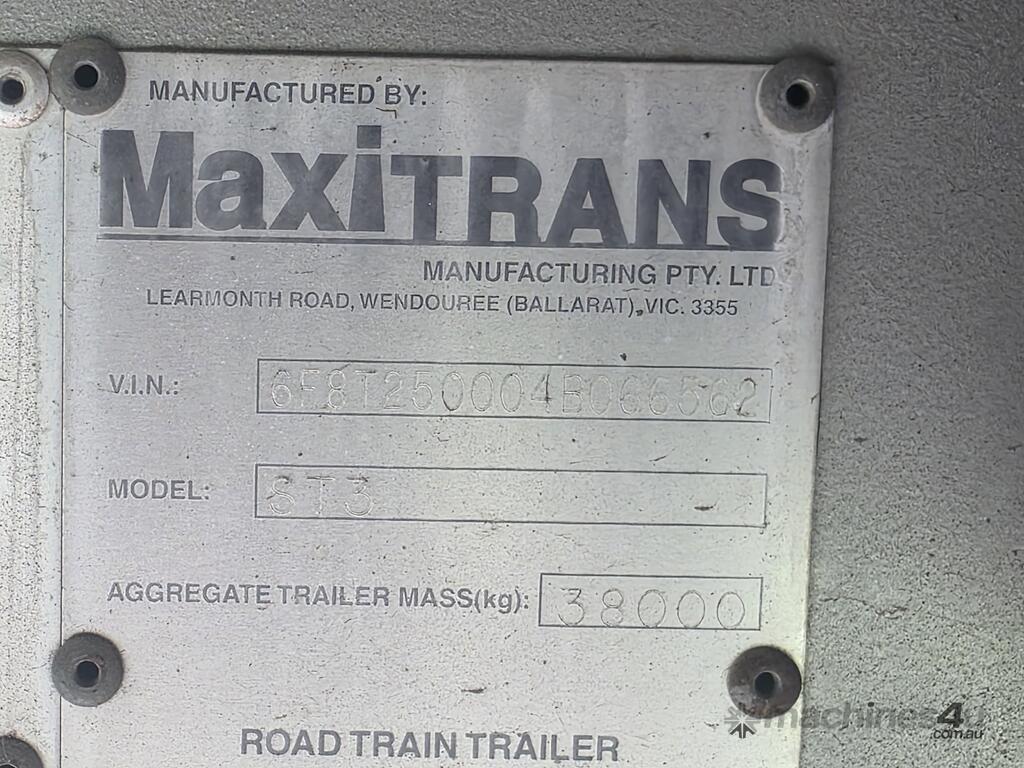 MANUFACTURED BY:
MaxiTRANS
MANUFACTURING PTY. LTD
LEARMONTH ROAD, WENDOUREE (BALLARAT), VIC. 3355
V.I.N.: 6F8T250004B066562
MODEL: ST3
AGGREGATE TRAILER MASS(kg): 38000
ROAD TRAIN TRAILER
machines4u
.com.au